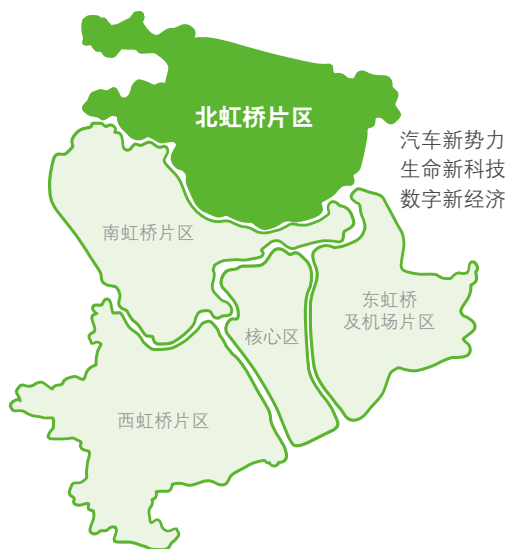 北虹桥片区
汽车新势力
生命新科技
数字新经济
南虹桥片区
东虹桥
及机场片区
核心区
西虹桥片区